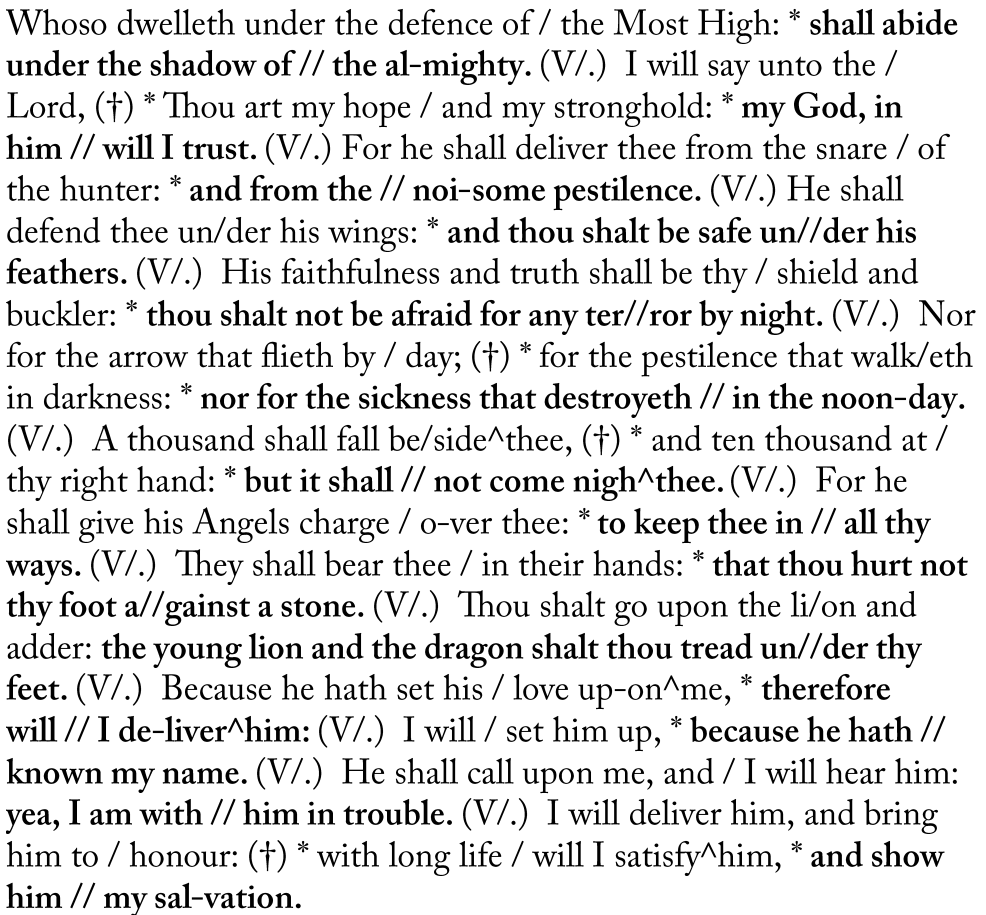 Whoso dwelleth under the defence of / the Most High: * shall abide
under the shadow of // the al-mighty. (V/.) I will say unto the /
Lord, (†) * Thou art my hope / and my stronghold: * my God, in
him // will I trust. (V/.) For he shall deliver thee from the snare / of
the hunter: * and from the // noi-some pestilence. (V/.) He shall
defend thee un/der his wings: * and thou shalt be safe un//der his
feathers. (V/.) His faithfulness and truth shall be thy / shield and
buckler: * thou shalt not be afraid for any ter//ror by night. (V/.) Nor
for the arrow that flieth by / day; (†) * for the pestilence that walk/eth
in darkness: * nor for the sickness that destroyeth // in the noon-day.
(V/.) A thousand shall fall be/side^thee, (†) * and ten thousand at /
thy right hand: * but it shall // not come nigh^thee. (V/.) For he
shall give his Angels charge / o-ver thee: * to keep thee in // all thy
ways. (V/.) They shall bear thee / in their hands: * that thou hurt not
thy foot a//gainst a stone. (V/.) Thou shalt go upon the li/on and
adder: the young lion and the dragon shalt thou tread un//der thy
feet. (V/.) Because he hath set his / love up-on^me, * therefore
will // I de-liver^him: (V/.) I will / set him up, * because he hath //
known my name. (V/.) He shall call upon me, and / I will hear him:
yea, I am with // him in trouble. (V/.) I will deliver him, and bring
him to / honour: (†) * with long life / will I satisfy^him, * and show
him // my sal-vation.